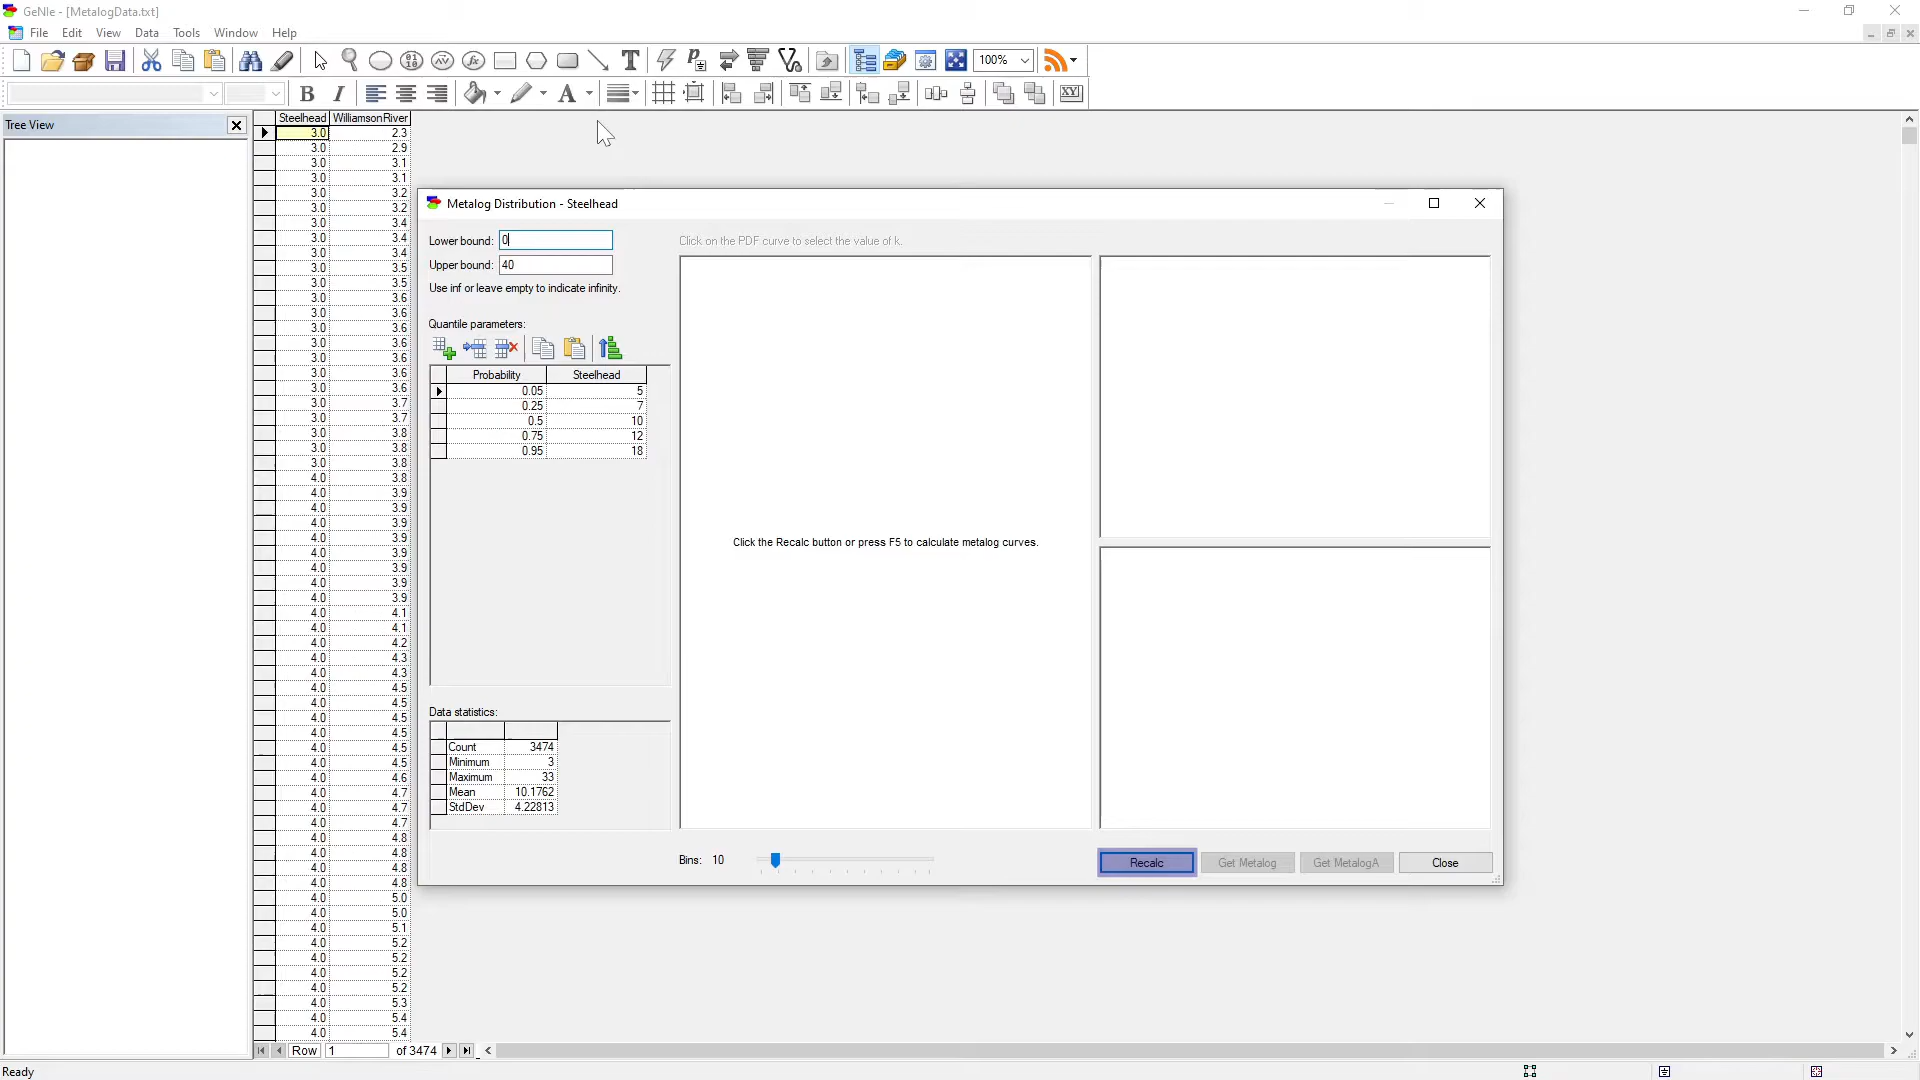 GeNIe - [MetalogData.txt]
File Edit View Data Tools Window Help
100%
B I A XY
Tree View
Steelhead WilliamsonRiver
3.0 2.3
3.0 2.9
3.0 3.1
3.0 3.1
3.0 3.2
3.0 3.2
3.0 3.4
3.0 3.4
3.0 3.4
3.0 3.5
3.0 3.5
3.0 3.6
3.0 3.6
3.0 3.6
3.0 3.6
3.0 3.6
3.0 3.6
3.0 3.6
3.0 3.7
3.0 3.7
3.0 3.8
3.0 3.8
3.0 3.8
4.0 3.8
4.0 3.9
4.0 3.9
4.0 3.9
4.0 3.9
4.0 3.9
4.0 3.9
4.0 3.9
4.0 3.9
4.0 4.1
4.0 4.1
4.0 4.2
4.0 4.3
4.0 4.3
4.0 4.5
4.0 4.5
4.0 4.5
4.0 4.5
4.0 4.5
4.0 4.5
4.0 4.6
4.0 4.7
4.0 4.7
4.0 4.7
4.0 4.8
4.0 4.8
4.0 4.8
4.0 4.8
4.0 5.0
4.0 5.0
4.0 5.1
4.0 5.2
4.0 5.2
4.0 5.2
4.0 5.2
4.0 5.3
4.0 5.4
4.0 5.4
Row 1 of 3474
Ready
Metalog Distribution - Steelhead
Lower bound: 0
Upper bound: 40
Use inf or leave empty to indicate infinity.
Quantile parameters:
Probability Steelhead
0.05 5
0.25 7
0.5 10
0.75 12
0.95 18
Data statistics:
Count 3474
Minimum 3
Maximum 33
Mean 10.1762
StdDev 4.22813
Click on the PDF curve to select the value of k.
Click the Recalc button or press F5 to calculate metalog curves.
Bins: 10
Recalc Get Metalog Get MetalogA Close